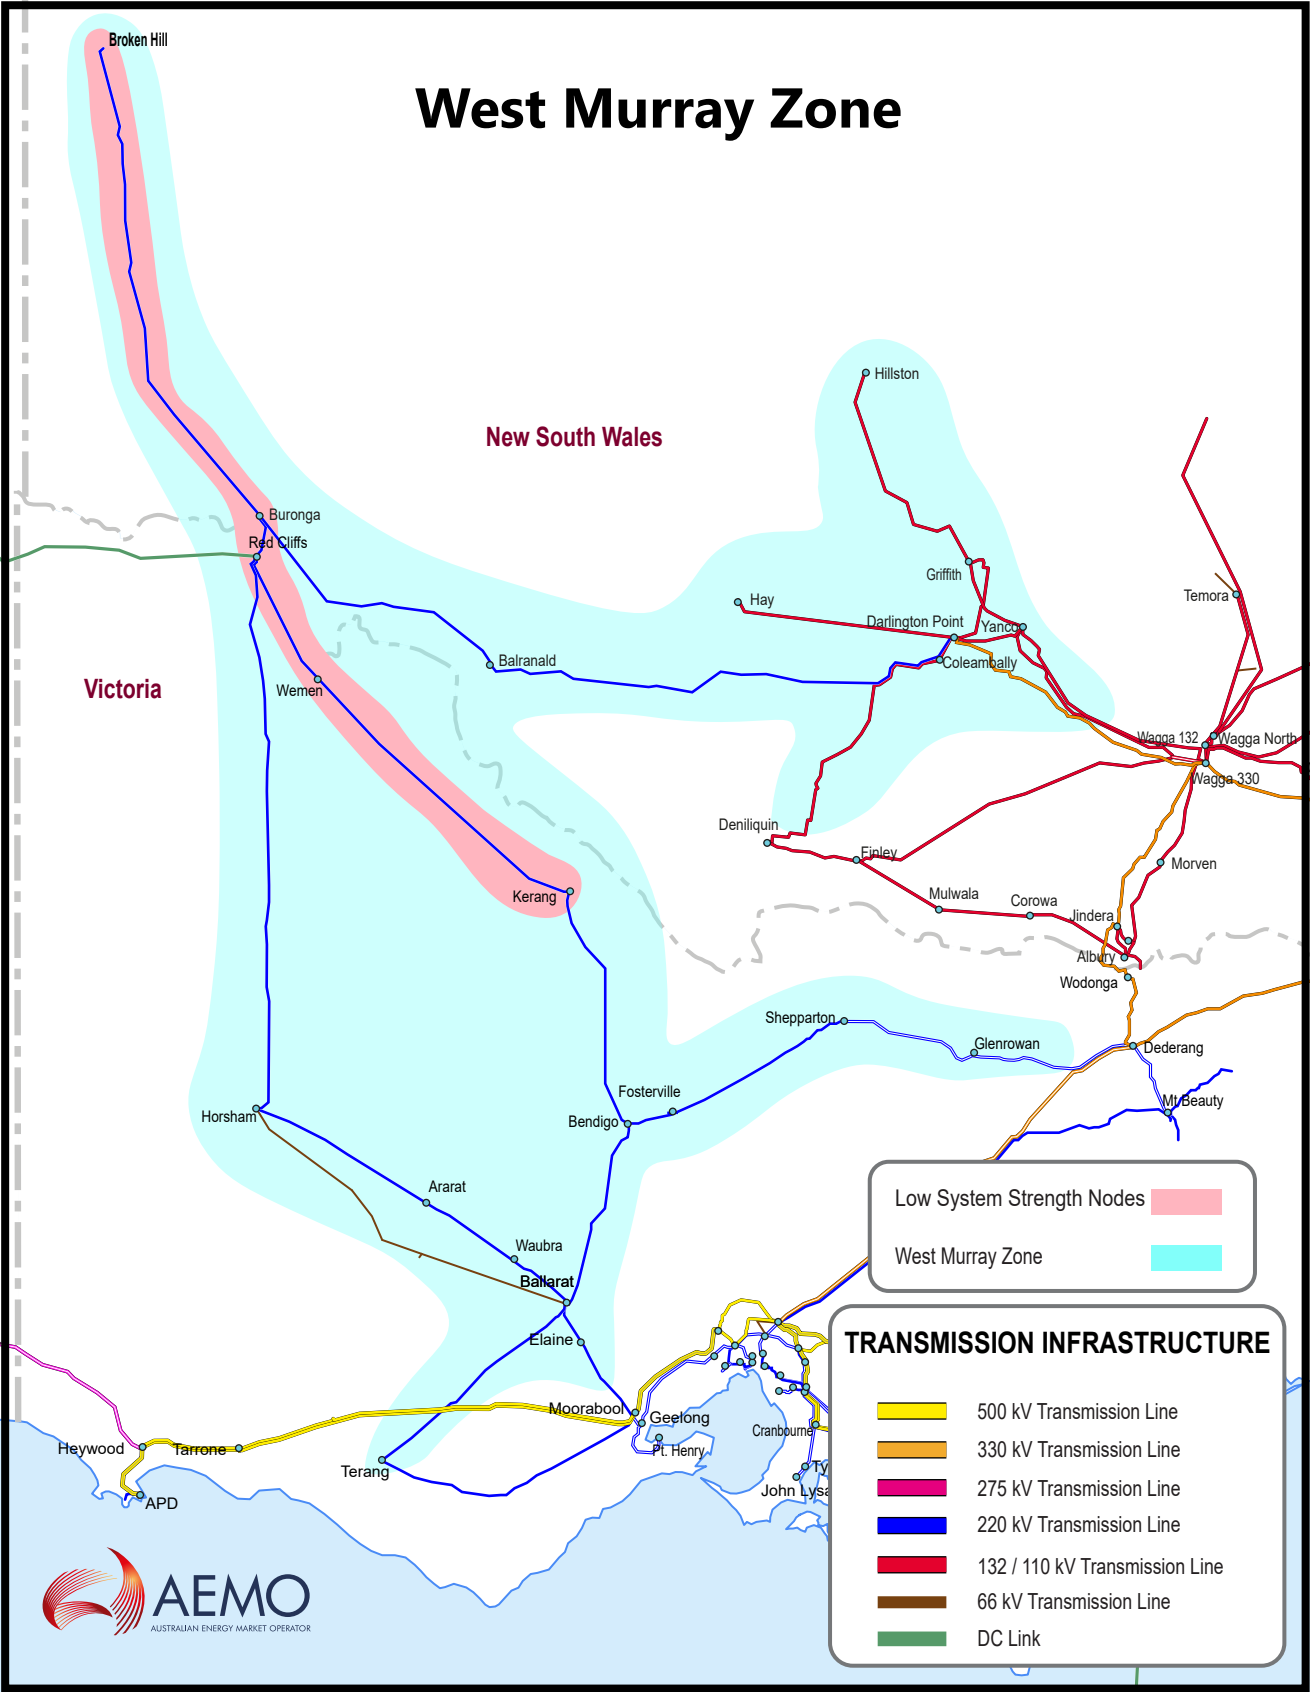 Broken Hill
West Murray Zone
Hillston
New South Wales
Buronga
Red Cliffs
Griffith
Hay
Temora
Darlington Point
Yanco
Balranald
Coleambally
Victoria
Wemen
Wagga 132
Wagga North
Wagga 330
Deniliquin
Finley
Morven
Kerang
Mulwala
Corowa
Jindera
Albury
Wodonga
Shepparton
Glenrowan
Dederang
Fosterville
Mt Beauty
Horsham
Bendigo
Ararat
Low System Strength Nodes
Waubra
West Murray Zone
Ballarat
Elaine
TRANSMISSION INFRASTRUCTURE
Moorabool
Geelong
500 kV Transmission Line
Cranbourne
Heywood
Tarrone
Pt. Henry
330 kV Transmission Line
Terang
Ty
275 kV Transmission Line
John Lysa
APD
220 kV Transmission Line
132 / 110 kV Transmission Line
AEMO
66 kV Transmission Line
AUSTRALIAN ENERGY MARKET OPERATOR
DC Link